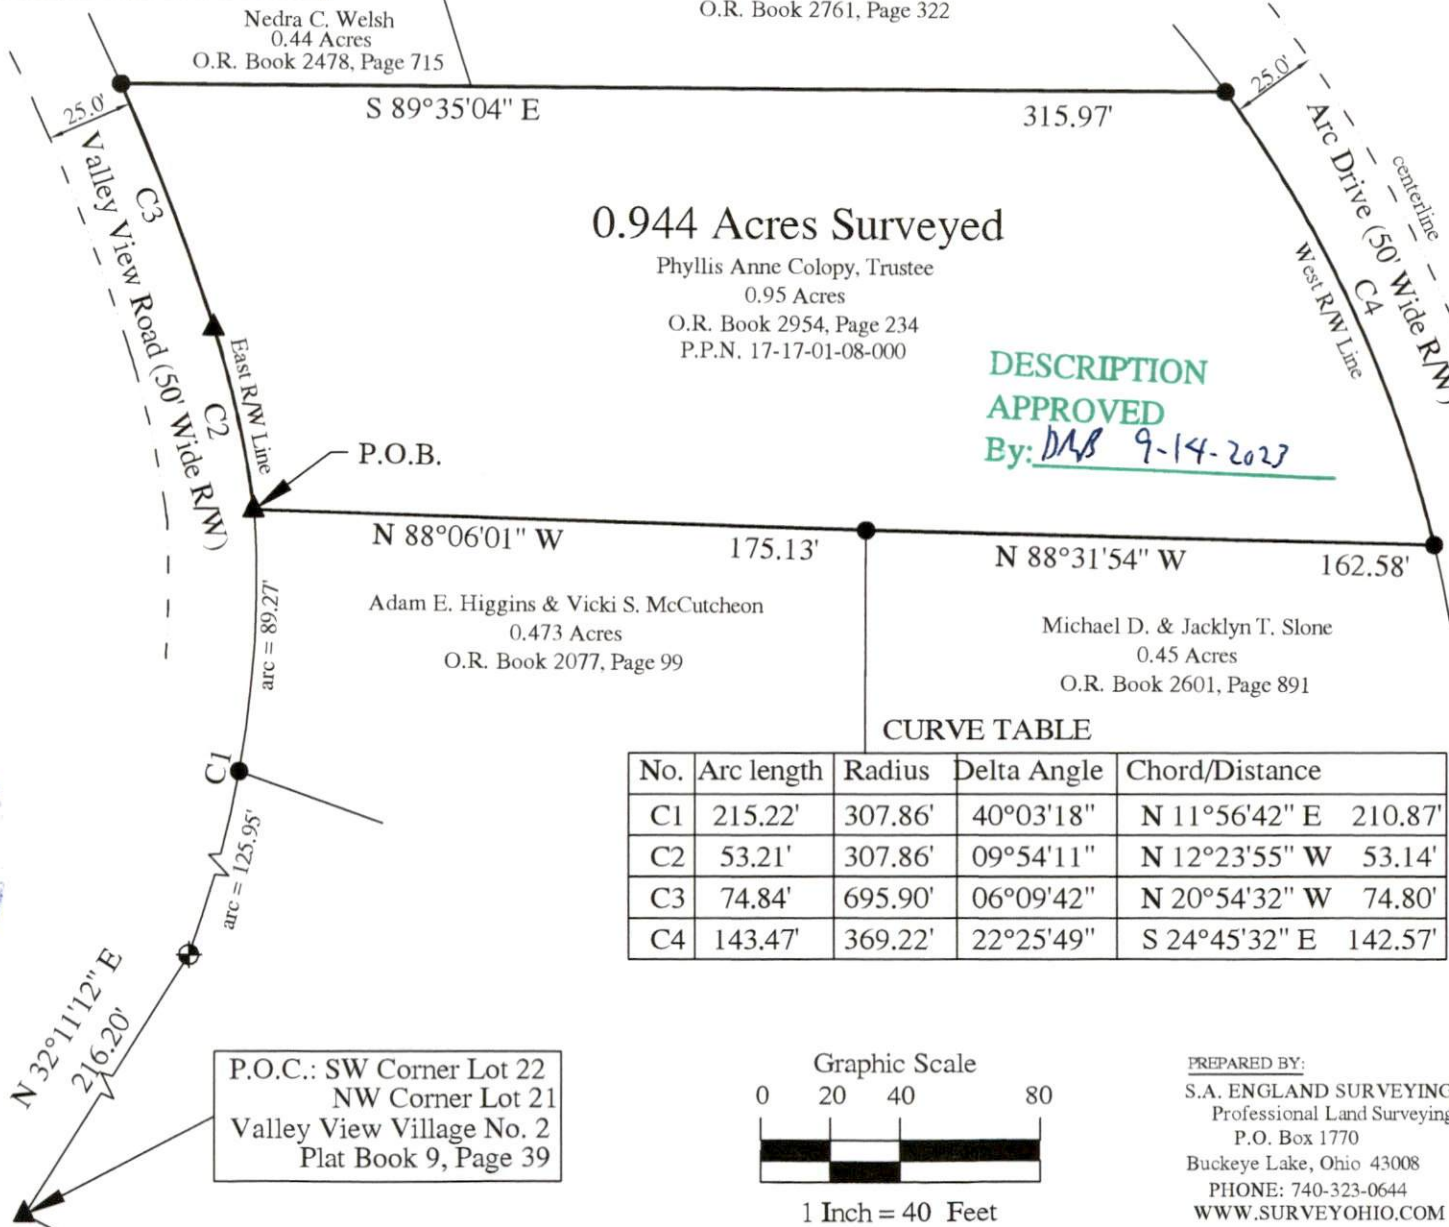 Nedra C. Welsh
0.44 Acres
O.R. Book 2478, Page 715
O.R. Book 2761, Page 322
25.0'
S 89°35'04" E
315.97'
25.0'
Valley View Road (50' Wide R/W)
C3
C2
East R/W Line
Arc Drive (50' Wide R/W)
centerline
C4
West R/W Line
0.944 Acres Surveyed
Phyllis Anne Colopy, Trustee
0.95 Acres
O.R. Book 2954, Page 234
P.P.N. 17-17-01-08-000
DESCRIPTION
APPROVED
By: DAB 9-14-2023
P.O.B.
N 88°06'01" W
175.13'
N 88°31'54" W
162.58'
Adam E. Higgins & Vicki S. McCutcheon
0.473 Acres
O.R. Book 2077, Page 99
Michael D. & Jacklyn T. Slone
0.45 Acres
O.R. Book 2601, Page 891
arc = 89.27'
C1
arc = 125.95'
N 32°11'12" E
216.20'
CURVE TABLE
No. Arc length Radius Delta Angle Chord/Distance
C1 215.22' 307.86' 40°03'18" N 11°56'42" E 210.87'
C2 53.21' 307.86' 09°54'11" N 12°23'55" W 53.14'
C3 74.84' 695.90' 06°09'42" N 20°54'32" W 74.80'
C4 143.47' 369.22' 22°25'49" S 24°45'32" E 142.57'
P.O.C.: SW Corner Lot 22
NW Corner Lot 21
Valley View Village No. 2
Plat Book 9, Page 39
Graphic Scale
0 20 40 80
1 Inch = 40 Feet
PREPARED BY:
S.A. ENGLAND SURVEYING
Professional Land Surveying
P.O. Box 1770
Buckeye Lake, Ohio 43008
PHONE: 740-323-0644
WWW.SURVEYOHIO.COM